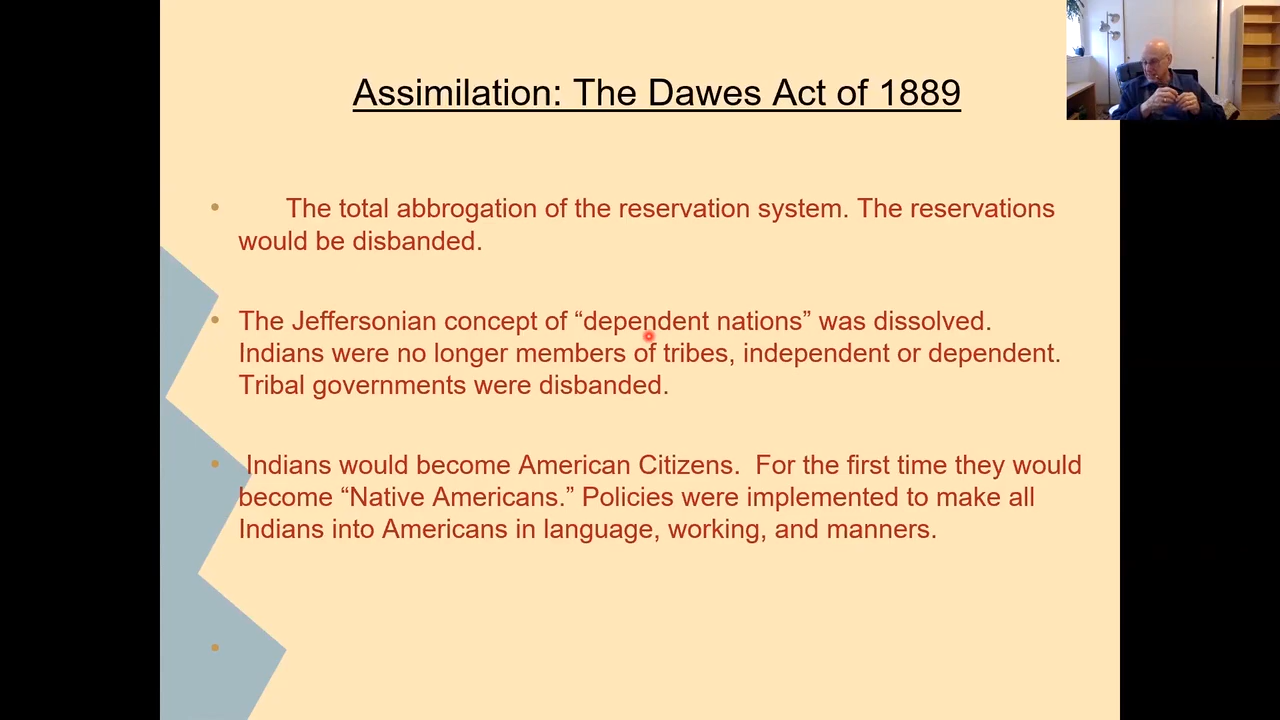 Assimilation: The Dawes Act of 1889
The total abbrogation of the reservation system. The reservations
would be disbanded.
The Jeffersonian concept of “dependent nations” was dissolved.
Indians were no longer members of tribes, independent or dependent.
Tribal governments were disbanded.
Indians would become American Citizens.  For the first time they would
become “Native Americans.” Policies were implemented to make all
Indians into Americans in language, working, and manners.